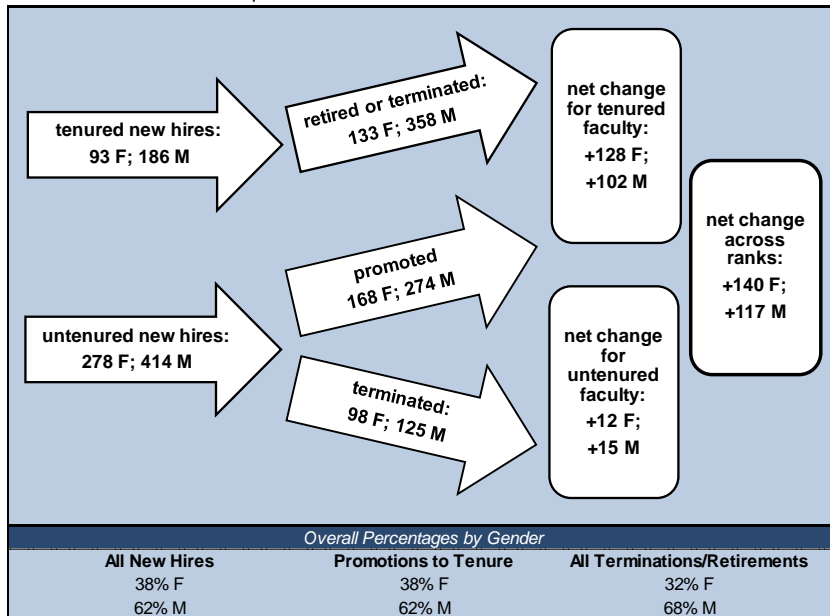 tenured new hires:
93 F; 186 M
retired or terminated:
133 F; 358 M
net change
for tenured
faculty:
+128 F;
+102 M
untenured new hires:
278 F; 414 M
promoted
168 F; 274 M
terminated:
98 F; 125 M
net change
for
untenured
faculty:
+12 F;
+15 M
net change
across
ranks:
+140 F;
+117 M
Overall Percentages by Gender
All New Hires Promotions to Tenure All Terminations/Retirements
38% F 38% F 32% F
62% M 62% M 68% M